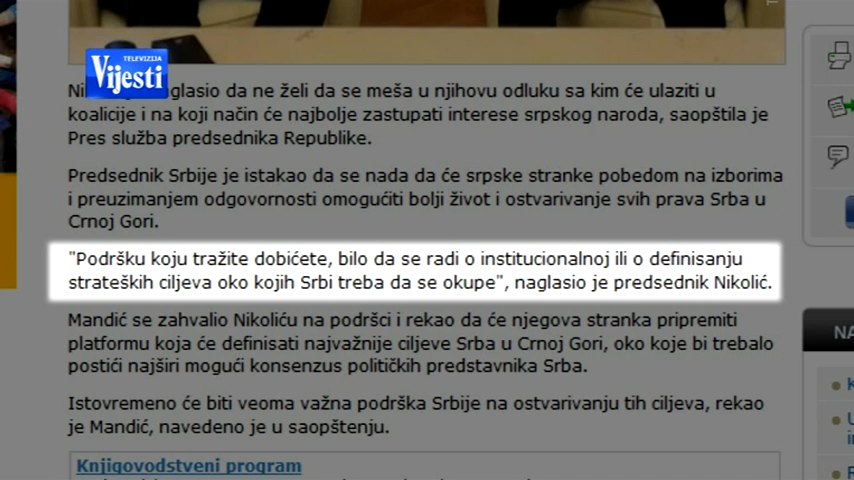 TELEVIZIJA
Vijesti
naglasio da ne želi da se meša u njihovu odluku sa kim će ulaziti u
koalicije i na koji način će najbolje zastupati interese srpskog naroda, saopštila je
Pres služba predsednika Republike.
Predsednik Srbije je istakao da se nada da će srpske stranke pobedom na izborima
i preuzimanjem odgovornosti omogućiti bolji život i ostvarivanje svih prava Srba u
Crnoj Gori.
"Podršku koju tražite dobićete, bilo da se radi o institucionalnoj ili o definisanju
strateških ciljeva oko kojih Srbi treba da se okupe", naglasio je predsednik Nikolić.
Mandić se zahvalio Nikoliću na podršci i rekao da će njegova stranka pripremiti
platformu koja će definisati najvažnije ciljeve Srba u Crnoj Gori, oko koje bi trebalo
postići najširi mogući konsenzus političkih predstavnika Srba.
Istovremeno će biti veoma važna podrška Srbije na ostvarivanju tih ciljeva, rekao
je Mandić, navedeno je u saopštenju.
Knjigovodstveni program